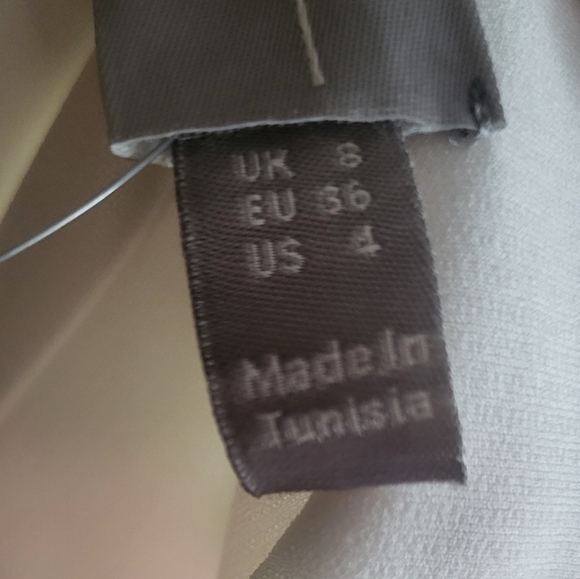 UK 8
EU 36
US 4
Made In
Tunisia